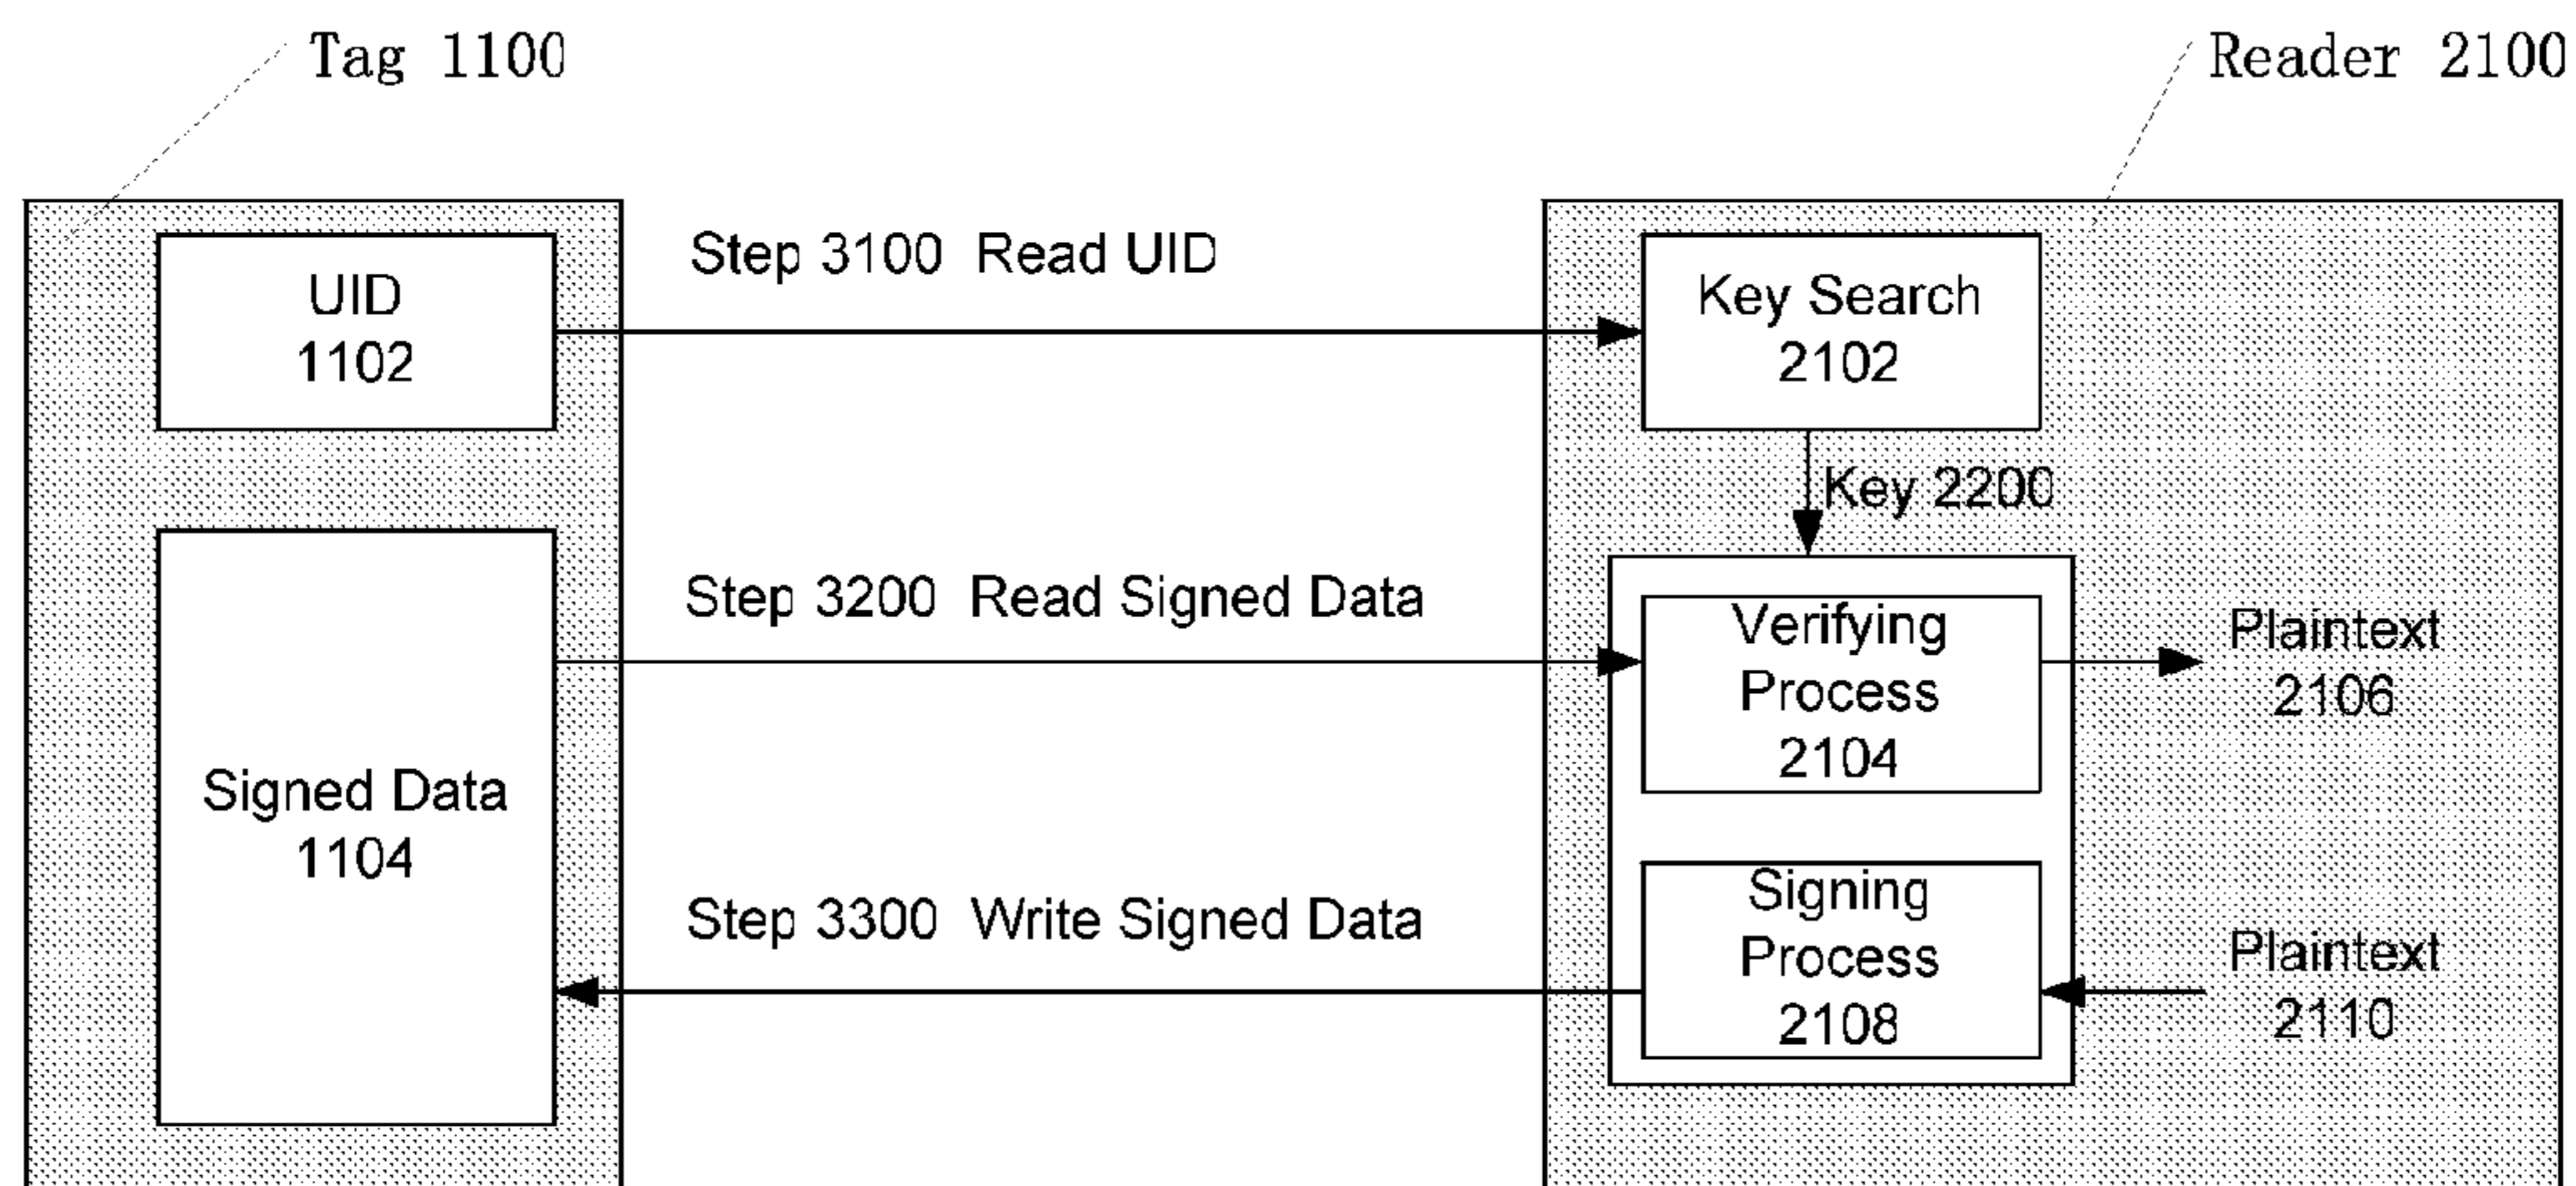 Tag 1100
Reader 2100
Step 3100 Read UID
UID
1102
Key Search
2102
Key 2200
Step 3200 Read Signed Data
Verifying
Process
2104
Plaintext
2106
Signed Data
1104
Step 3300 Write Signed Data
Signing
Process
2108
Plaintext
2110